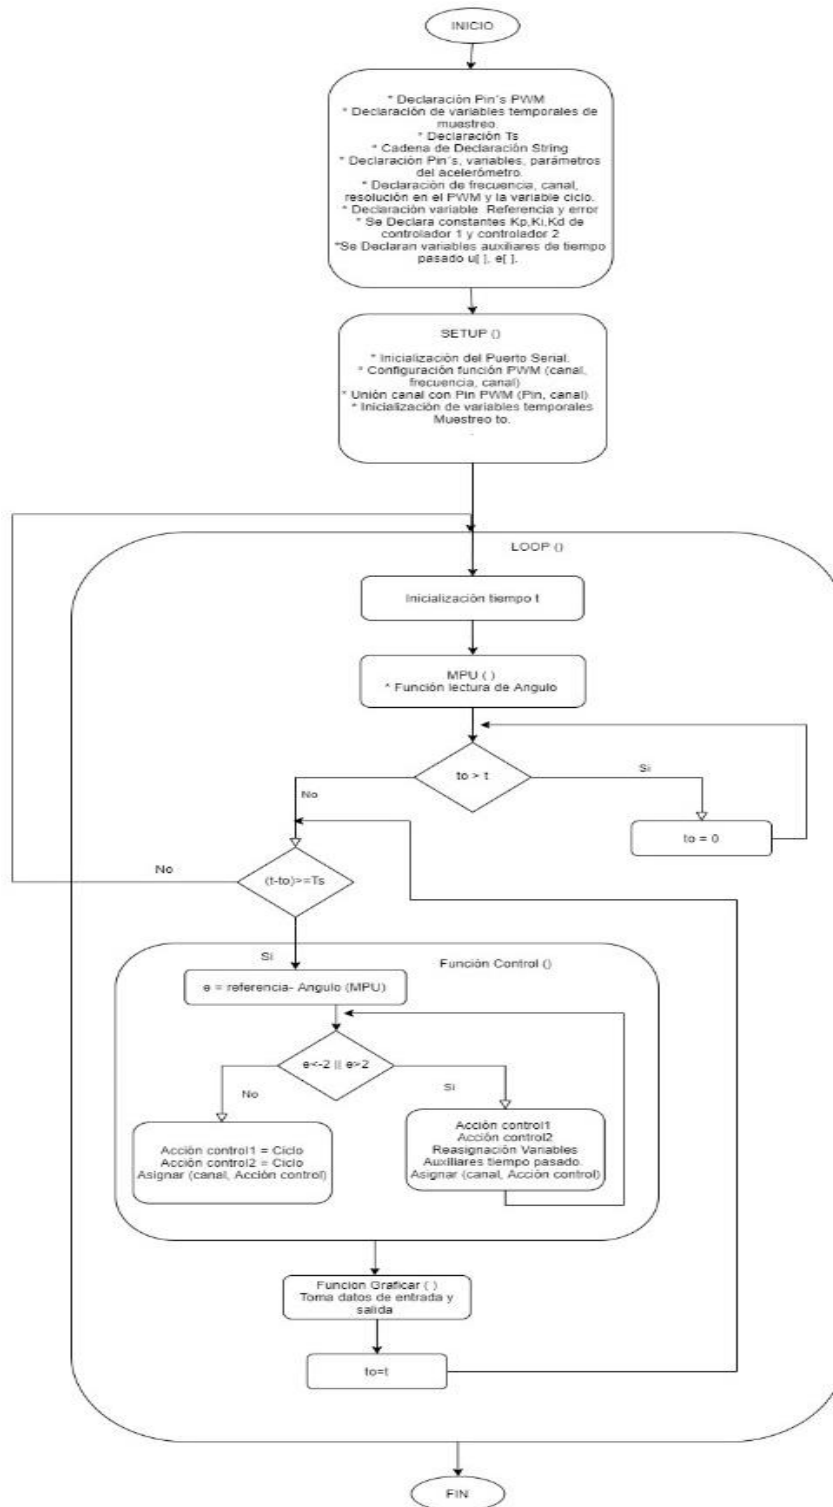 INICIO
* Declaración Pin´s PWM
* Declaración de variables temporales de
muestreo.
* Declaración Ts
* Cadena de Declaración String
* Declaración Pin´s, variables, parámetros
del acelerómetro.
* Declaración de frecuencia, canal,
resolución en el PWM y la variable ciclo.
* Declaración variable Referencia y error
* Se Declara constantes Kp,Ki,Kd de
controlador 1 y controlador 2
*Se Declaran variables auxiliares de tiempo
pasado u[ ], e[ ].
SETUP ()
* Inicialización del Puerto Serial.
* Configuración función PWM (canal,
frecuencia, canal)
* Unión canal con Pin PWM (Pin, canal)
* Inicialización de variables temporales
Muestreo to.
.
LOOP ()
Inicialización tiempo t
MPU ( )
* Función lectura de Angulo
to > t
Si
No
to = 0
(t-to)>=Ts
No
Si
Función Control ()
e = referencia- Angulo (MPU)
e<-2 || e>2
No
Si
Acción control1 = Ciclo
Acción control2 = Ciclo
Asignar (canal, Acción control)
Acción control1
Acción control2
Reasignación Variables
Auxiliares tiempo pasado.
Asignar (canal, Acción control)
Funcion Graficar ( )
Toma datos de entrada y
salida
to=t
FIN